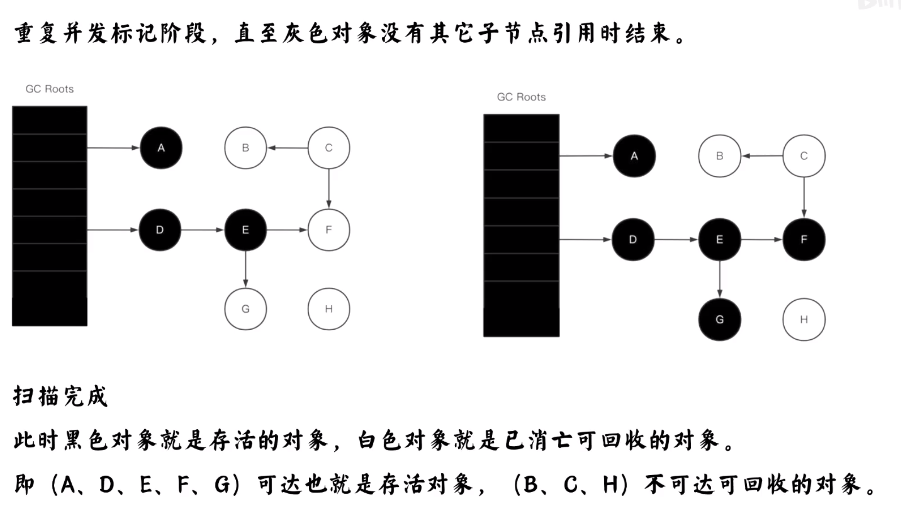 重复并发标记阶段，直至灰色对象没有其它子节点引用时结束。
GC Roots
A
B
C
D
E
F
G
H
GC Roots
A
B
C
D
E
F
G
H
扫描完成
此时黑色对象就是存活的对象，白色对象就是已消亡可回收的对象。
即（A、D、E、F、G）可达也就是存活对象，（B、C、H）不可达可回收的对象。